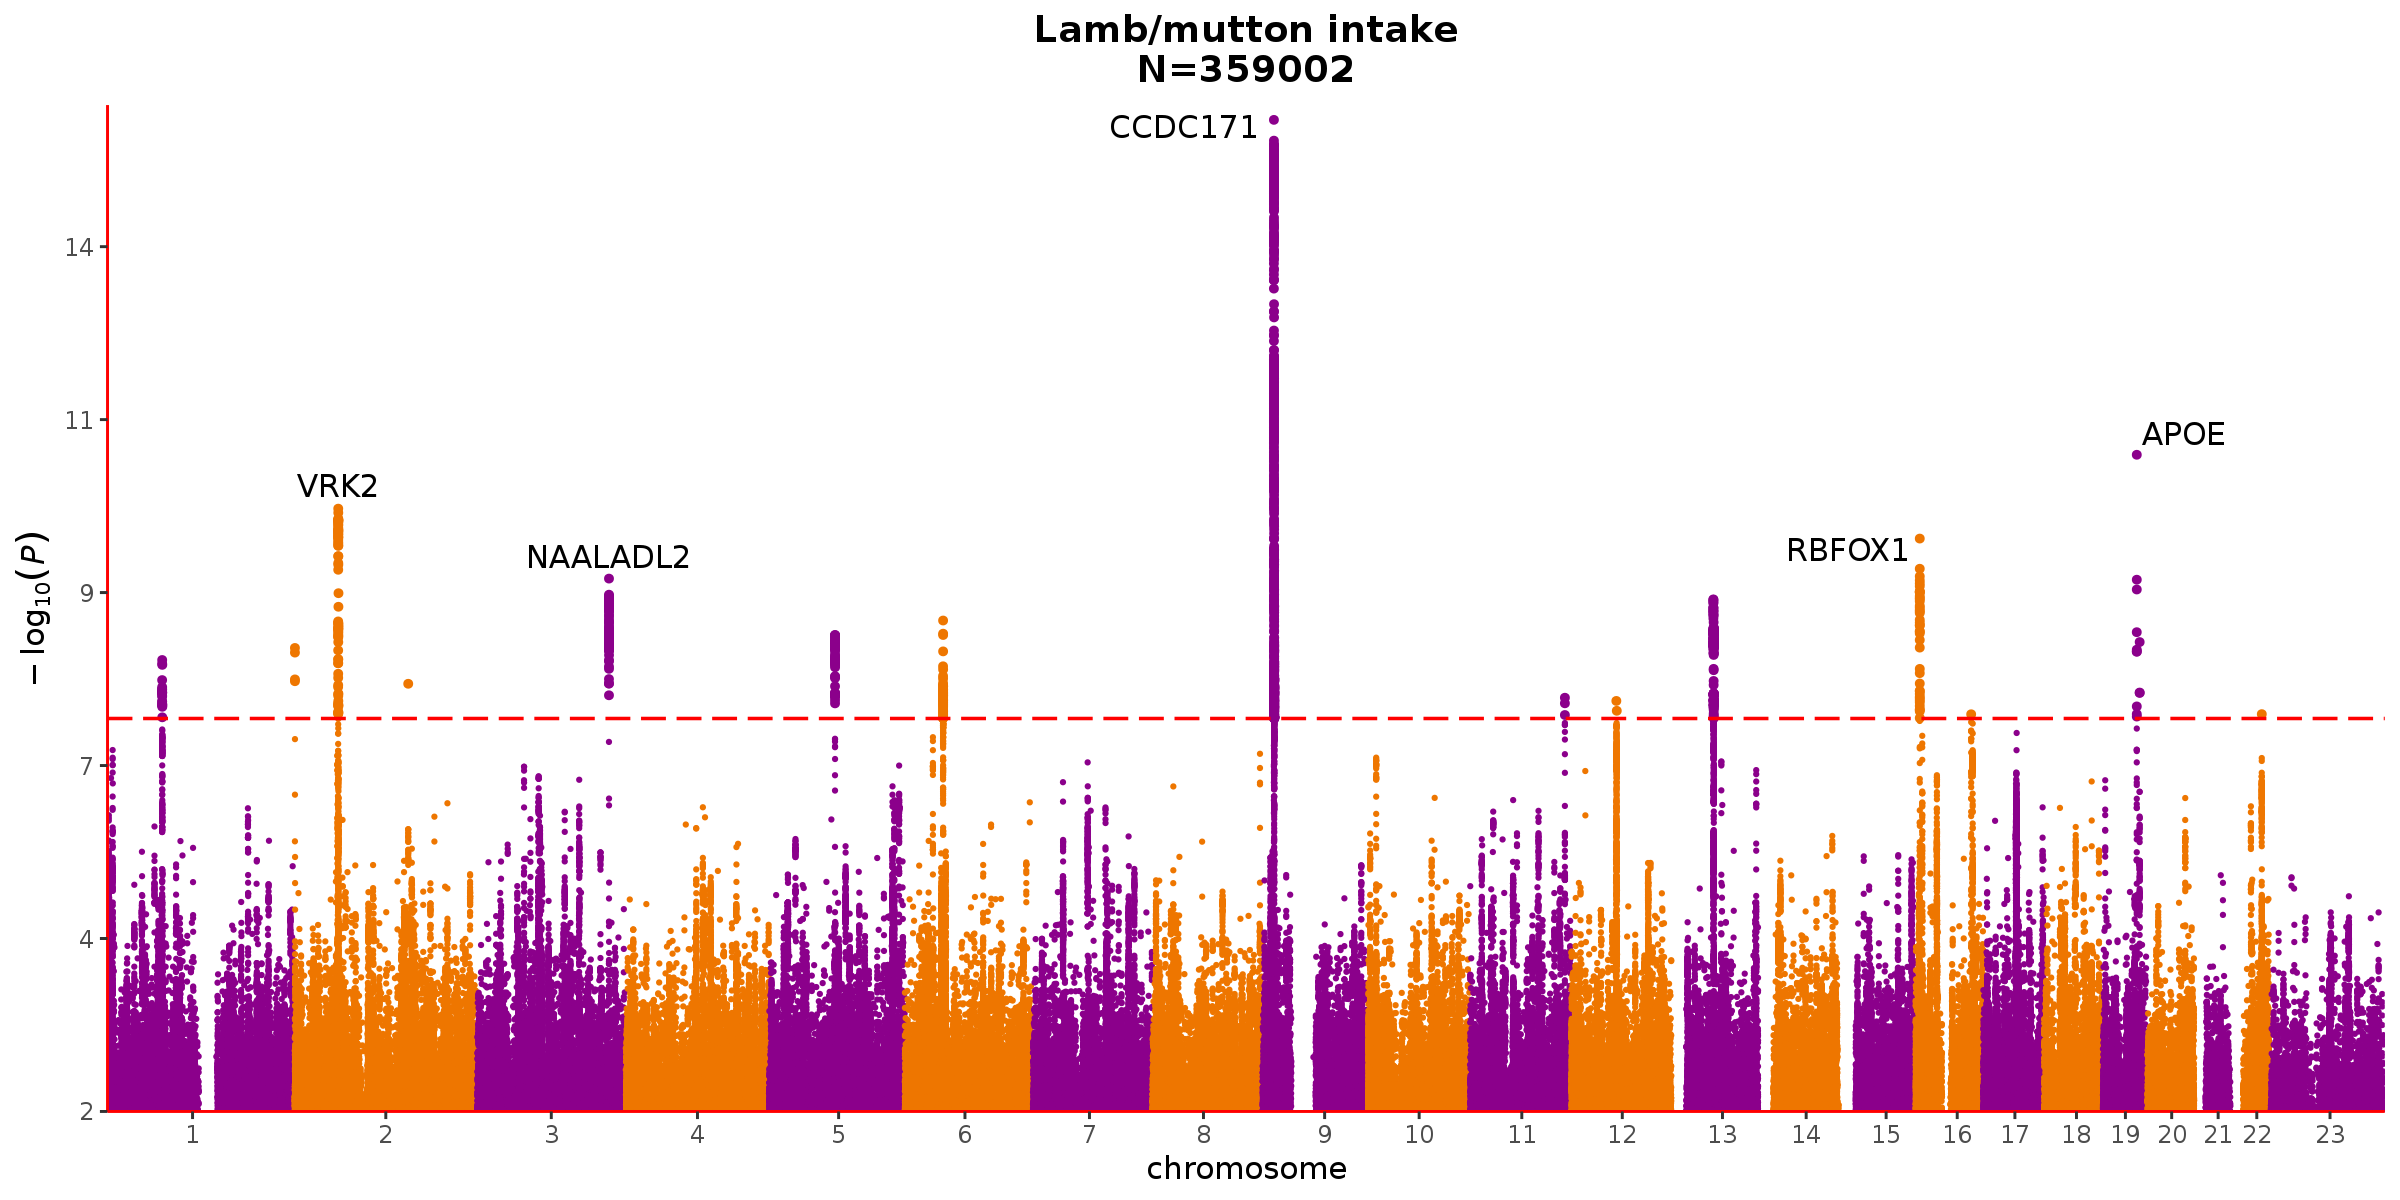 Lamb/mutton intake
N=359002
CCDC171
14
11
APOE
VRK2
NAALADL2
RBFOX1
9
− log10(P)
7
4
2
1 2 3 4 5 6 7 8 9 10 11 12 13 14 15 16 17 18 19 20 21 22 23
chromosome